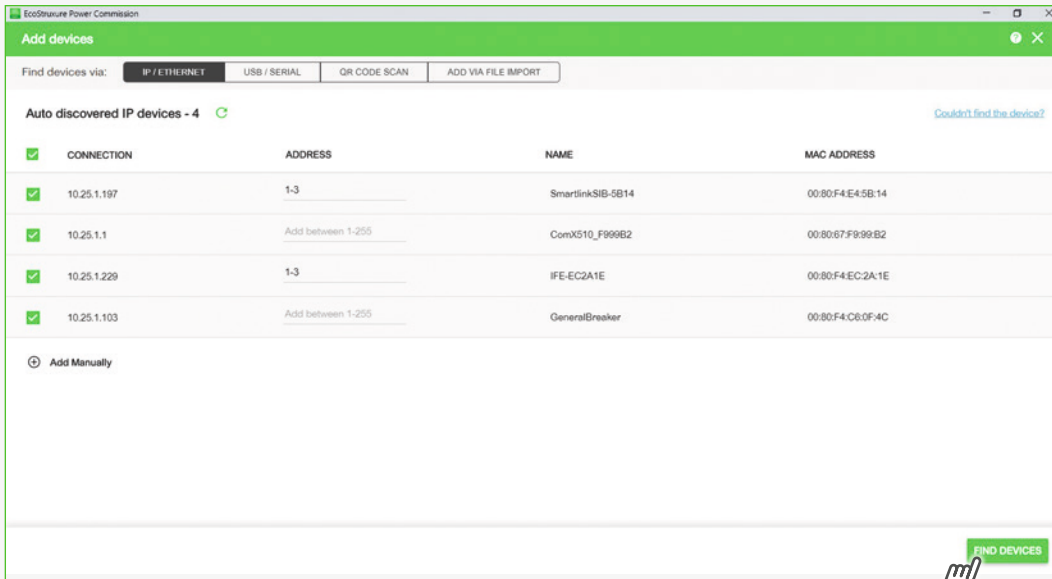 EcoStruxure Power Commission
Add devices
Find devices via: IP / ETHERNET USB / SERIAL QR CODE SCAN ADD VIA FILE IMPORT
Auto discovered IP devices - 4 Couldn't find the device?
CONNECTION ADDRESS NAME MAC ADDRESS
10.25.1.197 1-3 SmartlinkSIB-5B14 00:80:F4:E4:5B:14
10.25.1.1 Add between 1-255 ComX510_F999B2 00:80:67:F9:99:B2
10.25.1.229 1-3 IFE-EC2A1E 00:80:F4:EC:2A:1E
10.25.1.103 Add between 1-255 GeneralBreaker 00:80:F4:C6:0F:4C
Add Manually
FIND DEVICES